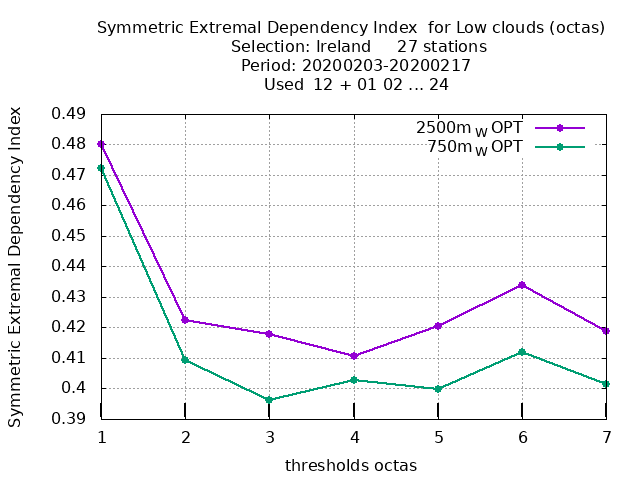 Symmetric Extremal Dependency Index  for Low clouds (octas)
Selection: Ireland     27 stations
Period: 20200203-20200217
Used  12 + 01 02 ... 24
Symmetric Extremal Dependency Index
0.49
0.48
0.47
0.46
0.45
0.44
0.43
0.42
0.41
0.4
0.39
2500m W OPT
750m W OPT
1 2 3 4 5 6 7
thresholds octas